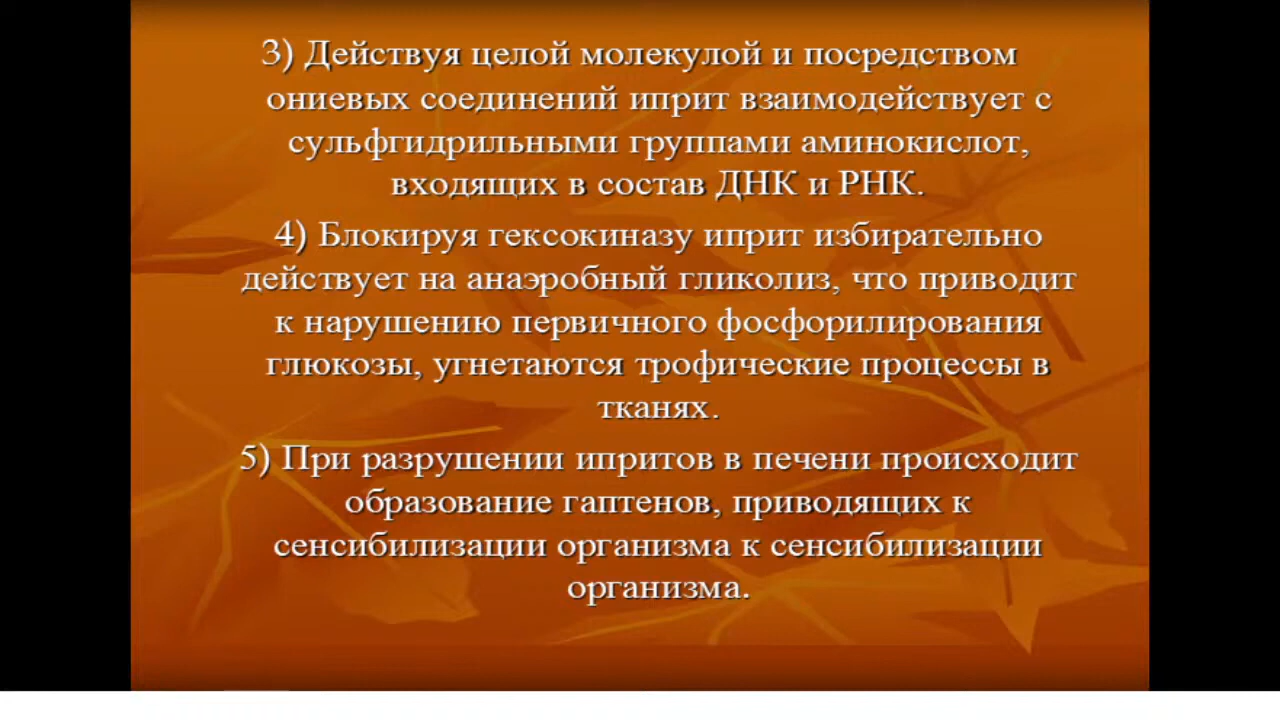 3) Действуя целой молекулой и посредством
ониевых соединений иприт взаимодействует с
сульфгидрильными группами аминокислот,
входящих в состав ДНК и РНК.
4) Блокируя гексокиназу иприт избирательно
действует на анаэробный гликолиз, что приводит
к нарушению первичного фосфорилирования
глюкозы, угнетаются трофические процессы в
тканях.
5) При разрушении ипритов в печени происходит
образование гаптенов, приводящих к
сенсибилизации организма к сенсибилизации
организма.